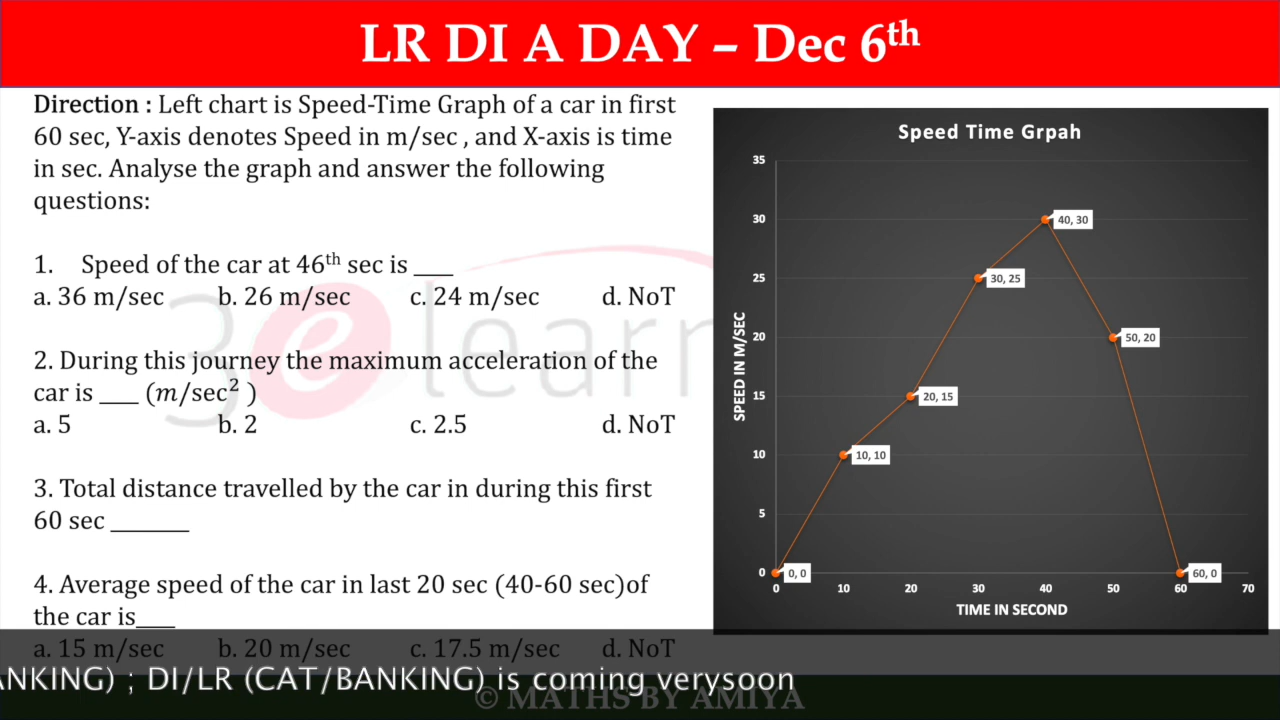 LR DI A DAY – Dec 6th
Direction : Left chart is Speed-Time Graph of a car in first
60 sec, Y-axis denotes Speed in m/sec , and X-axis is time
in sec. Analyse the graph and answer the following
questions:
1. Speed of the car at 46th sec is ____
a. 36 m/sec b. 26 m/sec c. 24 m/sec d. NoT
2. During this journey the maximum acceleration of the
car is ____ (m/sec² )
a. 5 b. 2 c. 2.5 d. NoT
3. Total distance travelled by the car in during this first
60 sec ________
4. Average speed of the car in last 20 sec (40-60 sec)of
the car is____
a. 15 m/sec b. 20 m/sec c. 17.5 m/sec d. NoT
3e learn
Speed Time Grpah
SPEED IN M/SEC
35
30
25
20
15
10
5
0
40, 30
30, 25
50, 20
20, 15
10, 10
0, 0
60, 0
0 10 20 30 40 50 60 70
TIME IN SECOND
ANKING) ; DI/LR (CAT/BANKING) is coming verysoon
© MATHS BY AMIYA